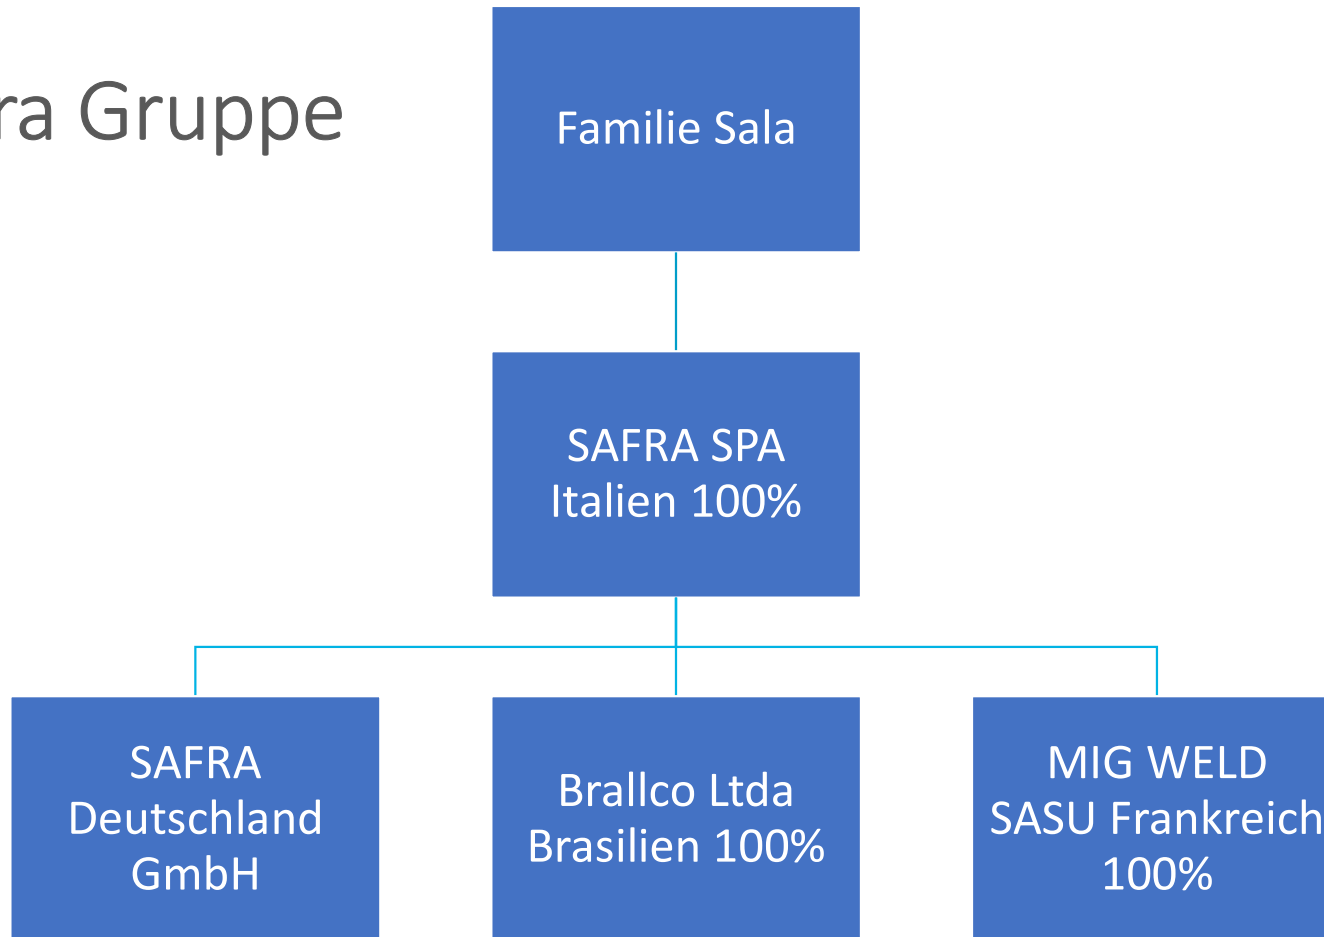 ra Gruppe
Familie Sala
SAFRA SPA
Italien 100%
SAFRA
Deutschland
GmbH
Brallco Ltda
Brasilien 100%
MIG WELD
SASU Frankreich
100%